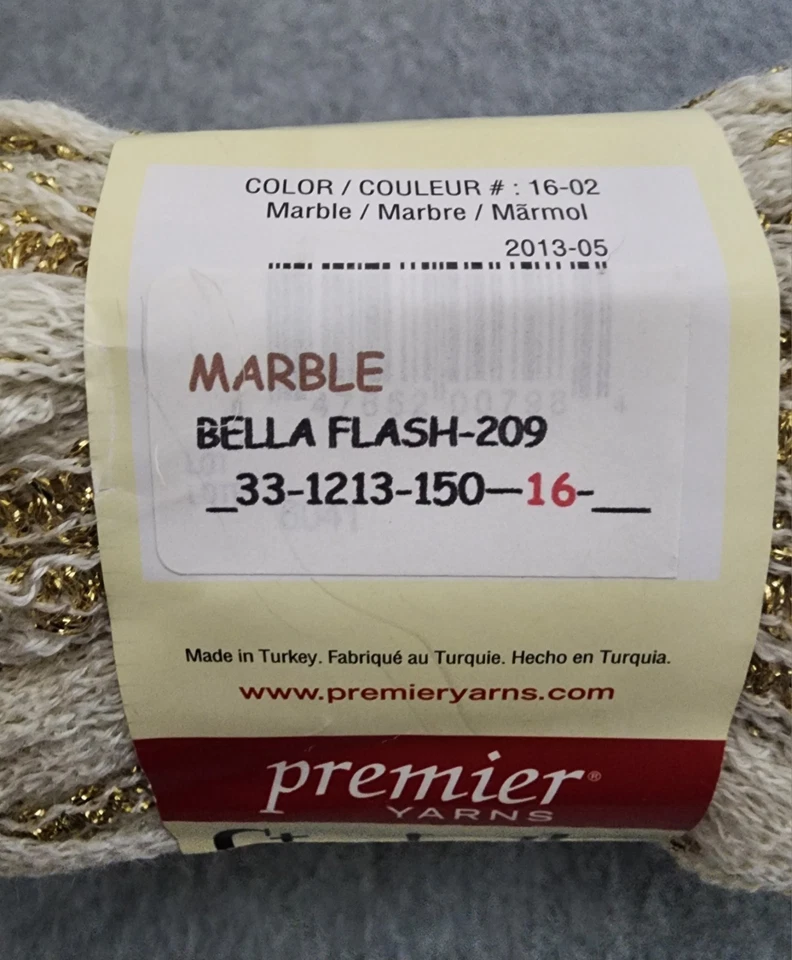 COLOR / COULEUR # : 16-02
Marble / Marbre / Mãrmol
2013-05
MARBLE
BELLA FLASH-209
_33-1213-150—16-__
Made in Turkey. Fabriqué au Turquie. Hecho en Turquia.
www.premieryarns.com
premier®
YARNS